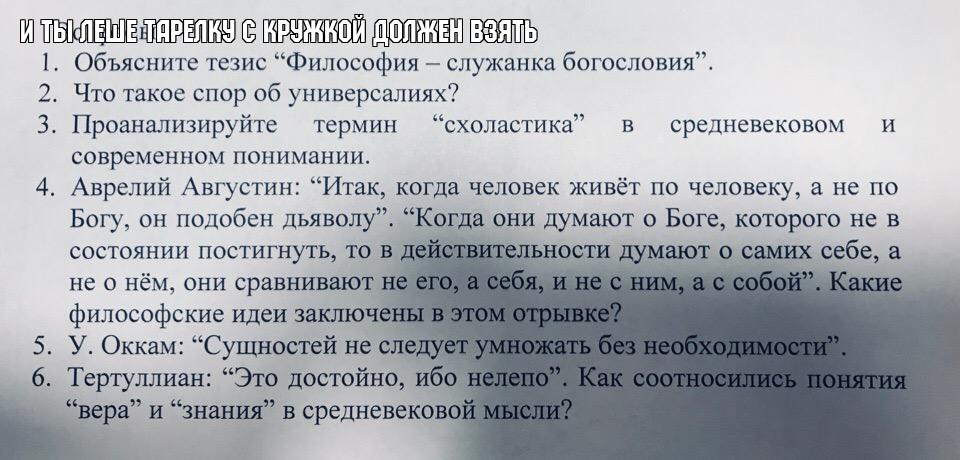 И ТЫ ЛЕШЕ ТАРЕЛКУ С КРУЖКОЙ ДОЛЖЕН ВЗЯТЬ
1. Объясните тезис “Философия – служанка богословия”.
2. Что такое спор об универсалиях?
3. Проанализируйте термин “схоластика” в средневековом и
современном понимании.
4. Аврелий Августин: “Итак, когда человек живёт по человеку, а не по
Богу, он подобен дьяволу”. “Когда они думают о Боге, которого не в
состоянии постигнуть, то в действительности думают о самих себе, а
не о нём, они сравнивают не его, а себя, и не с ним, а с собой”. Какие
философские идеи заключены в этом отрывке?
5. У. Оккам: “Сущностей не следует умножать без необходимости”.
6. Тертуллиан: “Это достойно, ибо нелепо”. Как соотносились понятия
“вера” и “знания” в средневековой мысли?